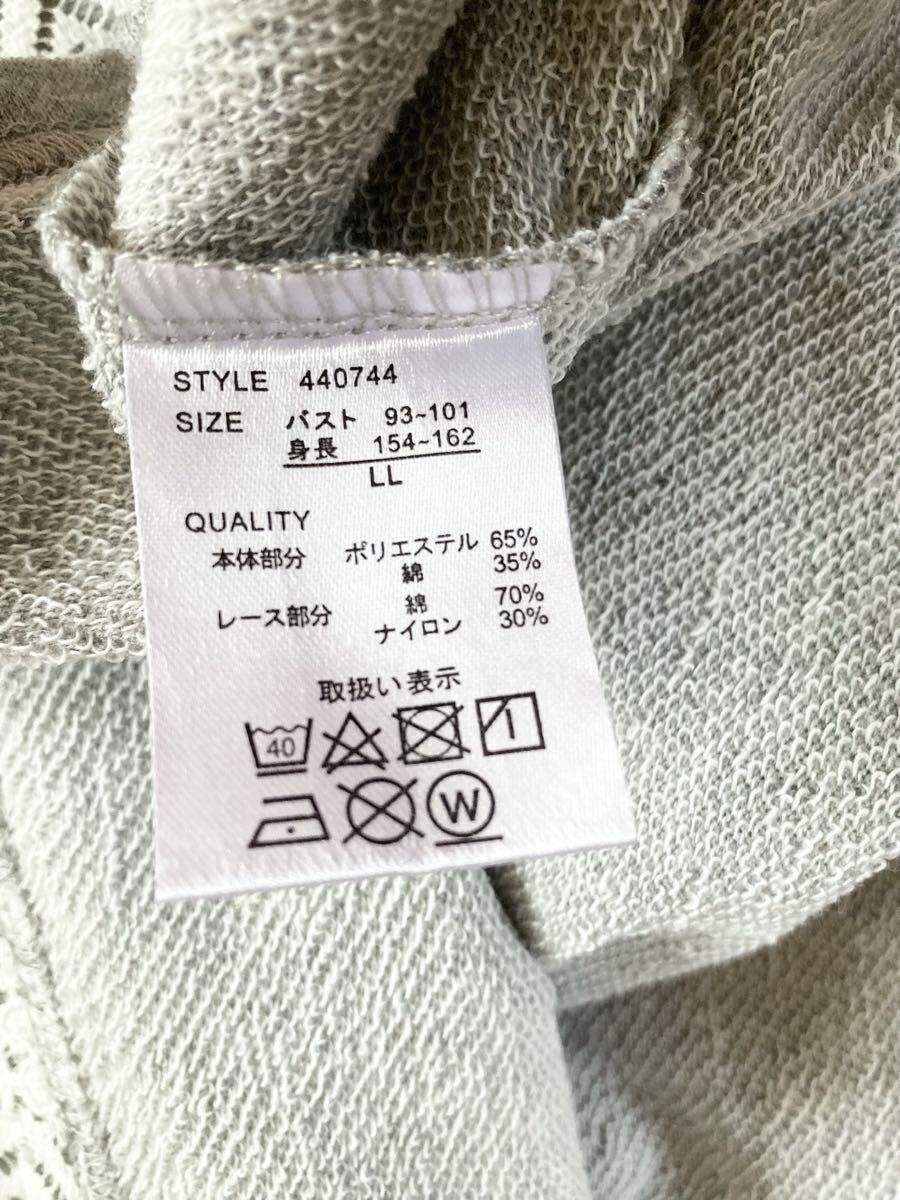 STYLE 440744
SIZE バスト 93~101
身長 154~162
LL
QUALITY
本体部分 ポリエステル 65%
綿 35%
レース部分 綿 70%
ナイロン 30%
取扱い表示
40
W